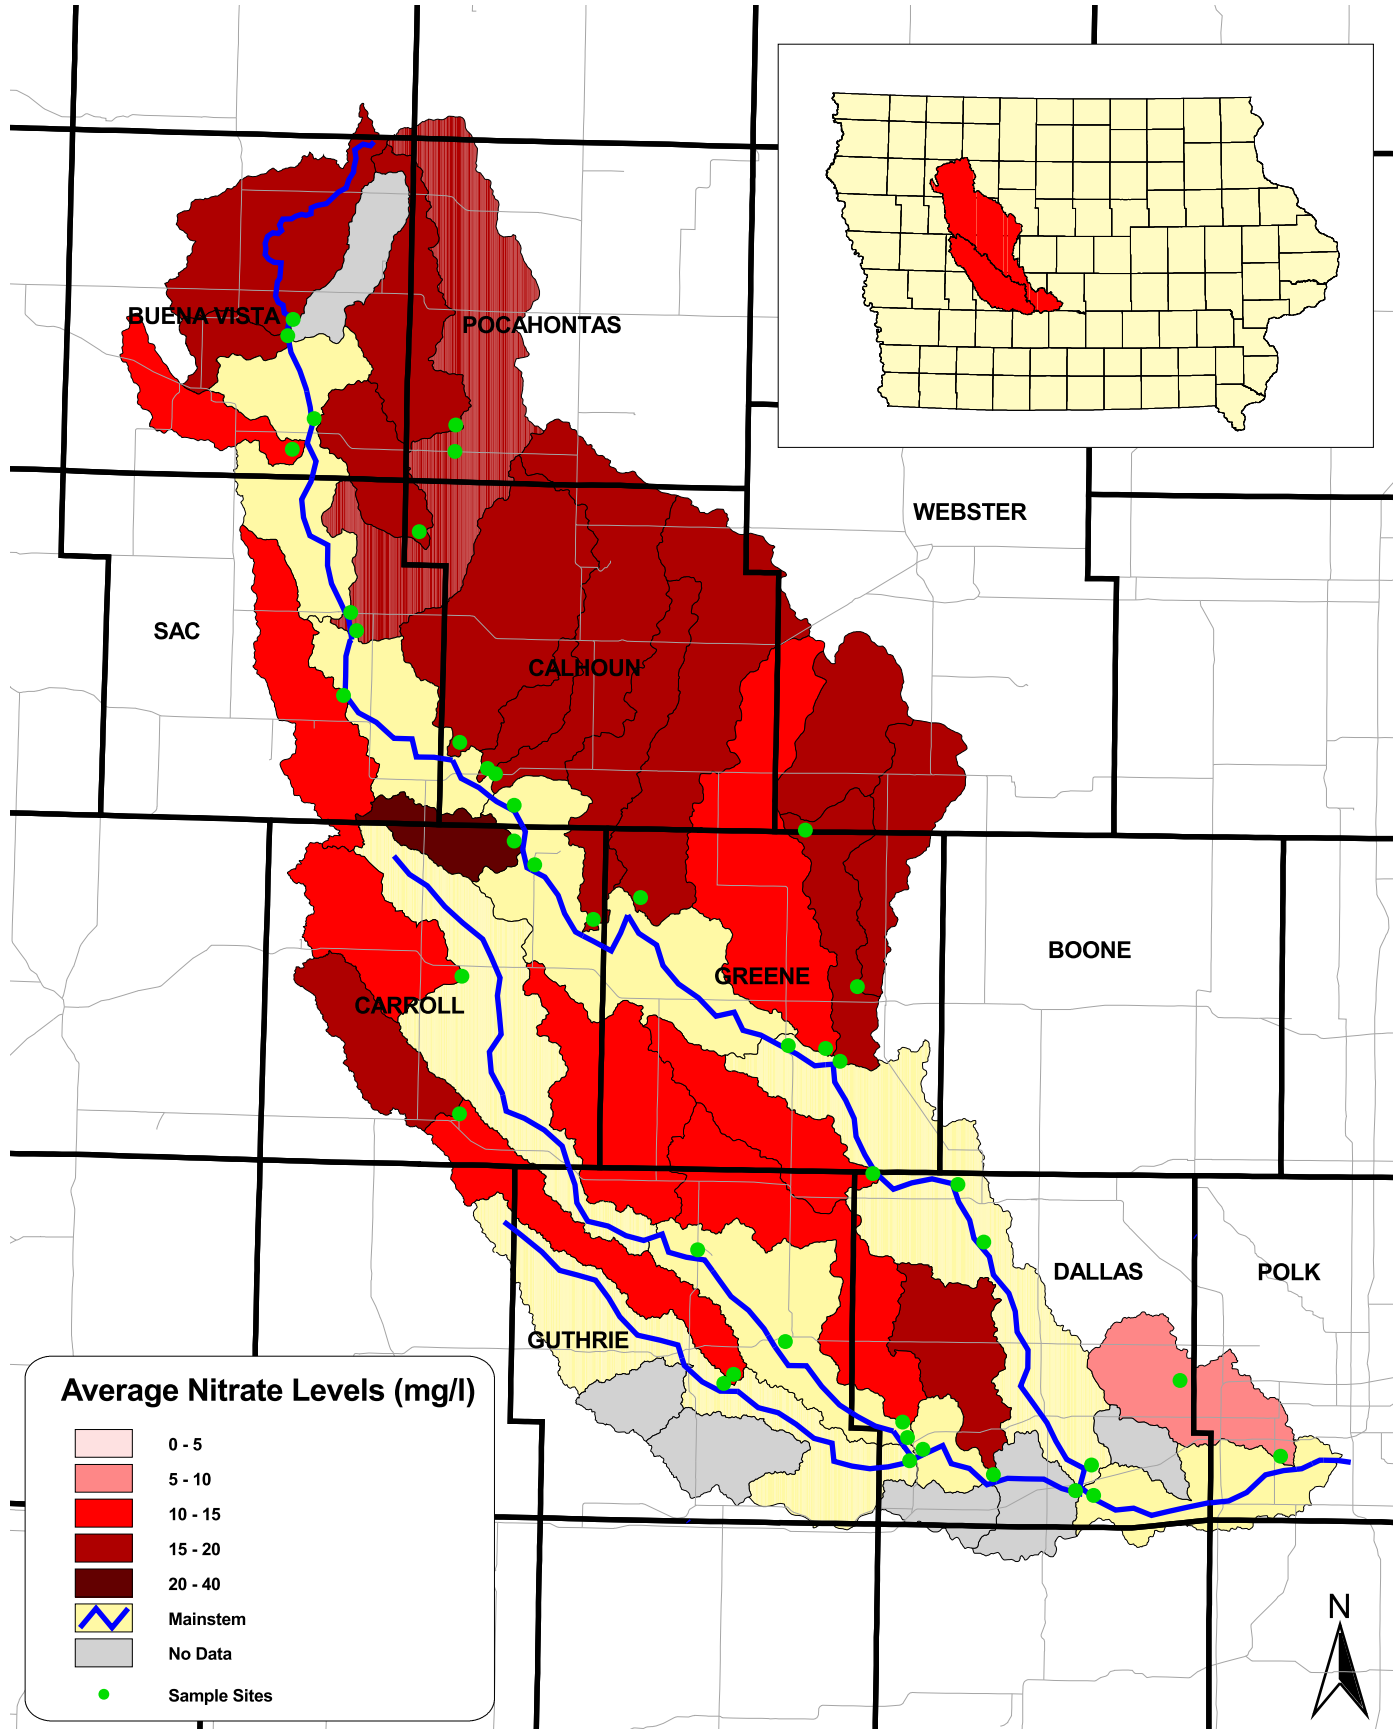 BUENA VISTA
POCAHONTAS
WEBSTER
SAC
CALHOUN
BOONE
GREENE
CARROLL
DALLAS
POLK
GUTHRIE
Average Nitrate Levels (mg/l)
0 - 5
5 - 10
10 - 15
15 - 20
20 - 40
Mainstem
No Data
Sample Sites
N